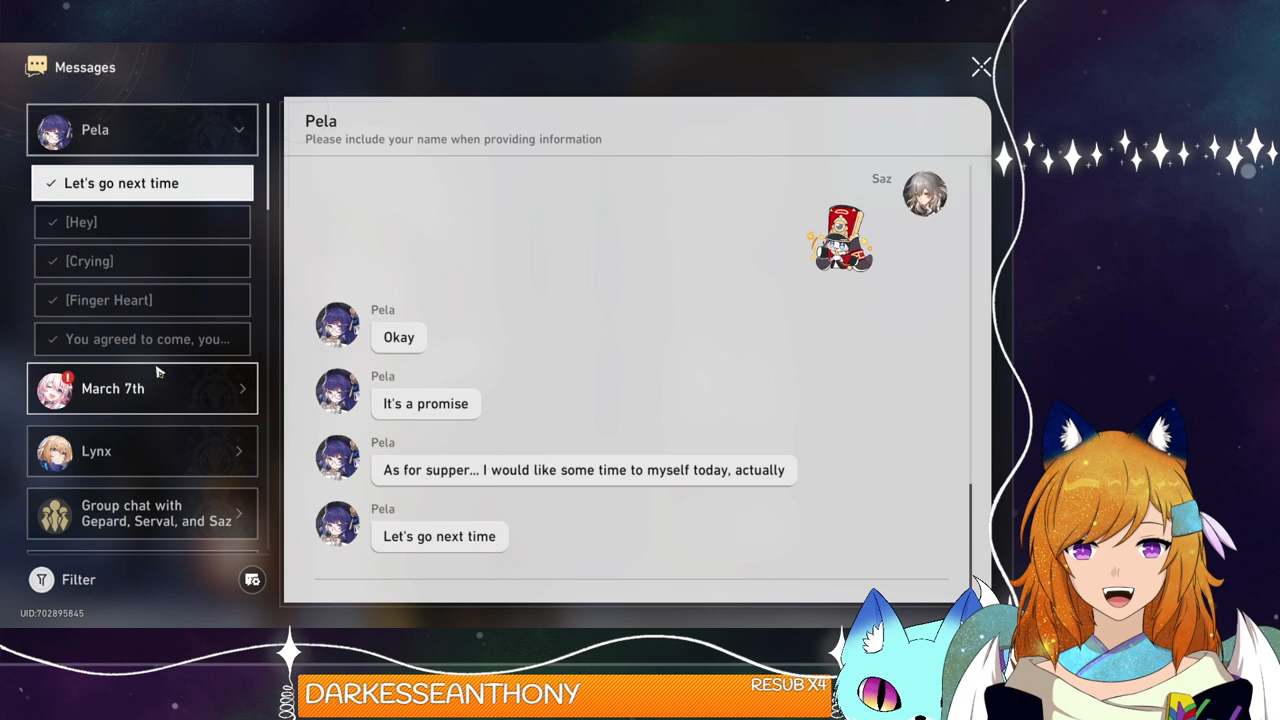 Messages
Pela
Let's go next time
[Hey]
[Crying]
[Finger Heart]
You agreed to come, you...
March 7th
Lynx
Group chat with
Gepard, Serval, and Saz
Filter
UID:702895845
Pela
Please include your name when providing information
Saz
Pela
Okay
Pela
It's a promise
Pela
As for supper... I would like some time to myself today, actually
Pela
Let's go next time
DARKESSEANTHONY
RESUB X4